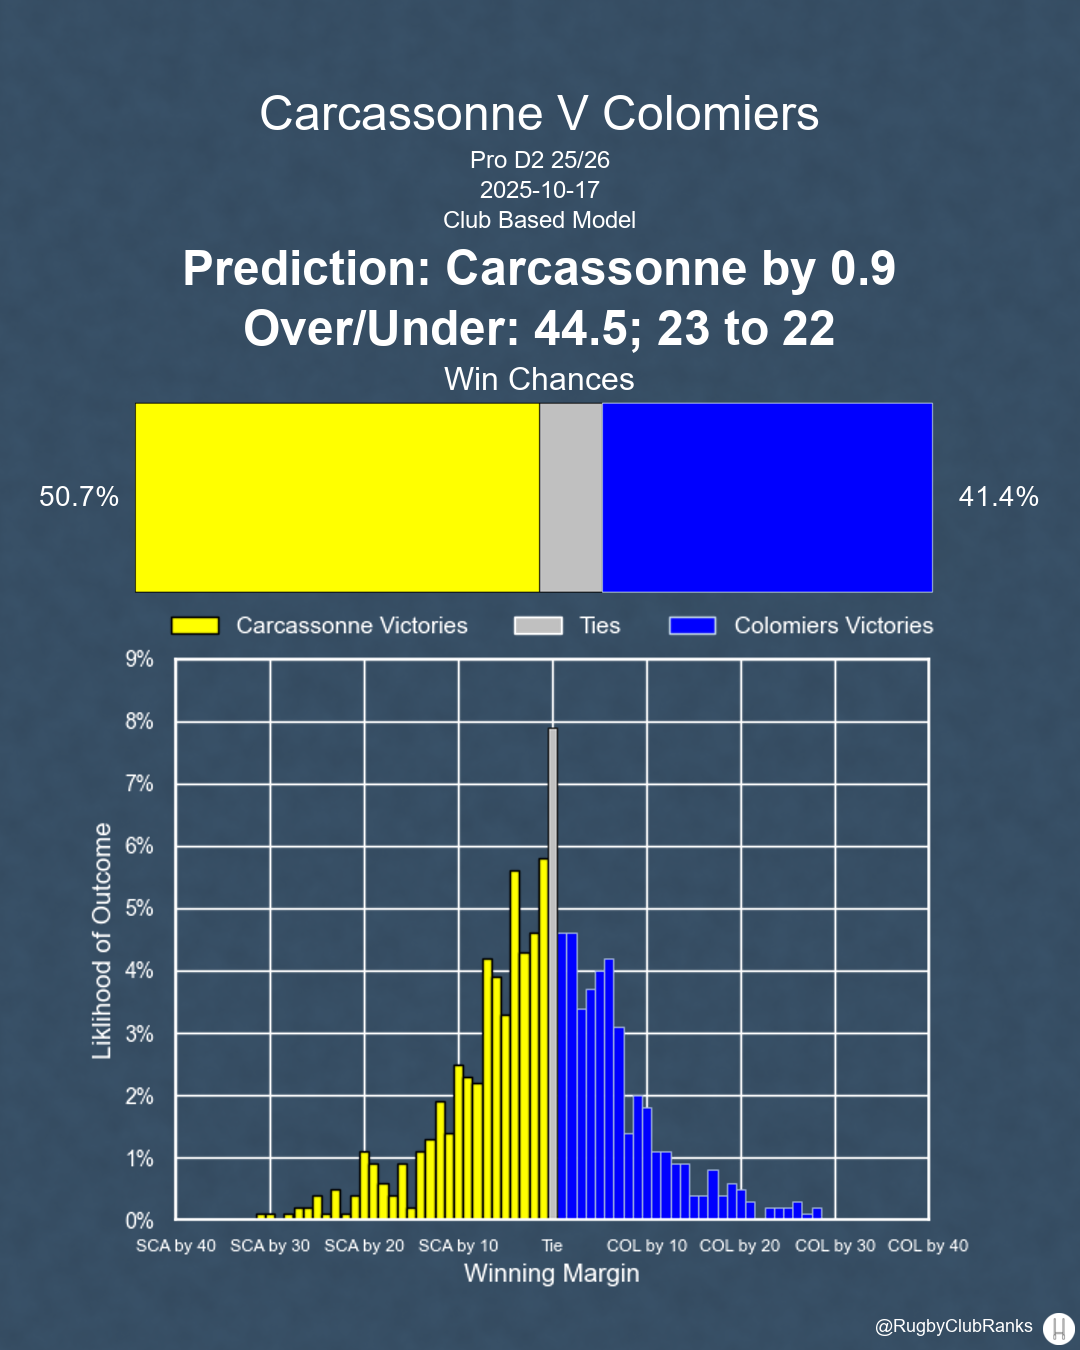 Carcassonne V Colomiers
Pro D2 25/26
2025-10-17
Club Based Model
Prediction: Carcassonne by 0.9
Over/Under: 44.5; 23 to 22
Win Chances
50.7%
41.4%
Carcassonne Victories
Ties
Colomiers Victories
9%
8%
7%
6%
5%
4%
3%
2%
1%
0%
Liklihood of Outcome
SCA by 40 SCA by 30 SCA by 20 SCA by 10 Tie COL by 10 COL by 20 COL by 30 COL by 40
Winning Margin
@RugbyClubRanks